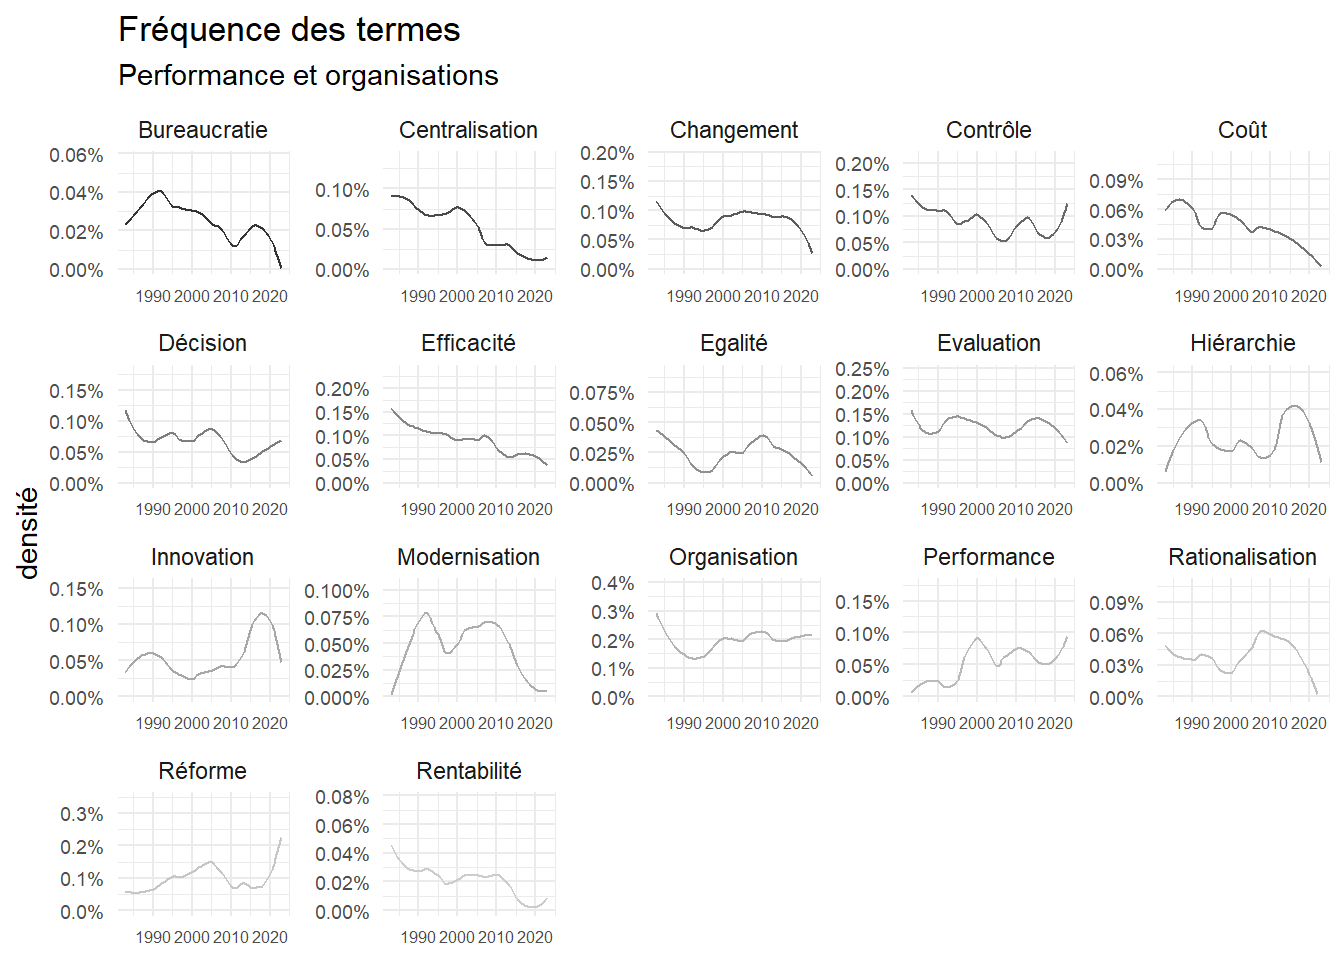 Fréquence des termes
Performance et organisations
Bureaucratie Centralisation Changement Contrôle Coût
0.06% 0.04% 0.02% 0.00%
0.10% 0.05% 0.00%
0.20% 0.15% 0.10% 0.05% 0.00%
0.20% 0.15% 0.10% 0.05% 0.00%
0.09% 0.06% 0.03% 0.00%
1990 2000 2010 2020 1990 2000 2010 2020 1990 2000 2010 2020 1990 2000 2010 2020 1990 2000 2010 2020
Décision Efficacité Egalité Evaluation Hiérarchie
0.15% 0.10% 0.05% 0.00%
0.20% 0.15% 0.10% 0.05% 0.00%
0.075% 0.050% 0.025% 0.000%
0.25% 0.20% 0.15% 0.10% 0.05% 0.00%
0.06% 0.04% 0.02% 0.00%
1990 2000 2010 2020 1990 2000 2010 2020 1990 2000 2010 2020 1990 2000 2010 2020 1990 2000 2010 2020
densité
Innovation Modernisation Organisation Performance Rationalisation
0.15% 0.10% 0.05% 0.00%
0.100% 0.075% 0.050% 0.025% 0.000%
0.4% 0.3% 0.2% 0.1% 0.0%
0.15% 0.10% 0.05% 0.00%
0.09% 0.06% 0.03% 0.00%
1990 2000 2010 2020 1990 2000 2010 2020 1990 2000 2010 2020 1990 2000 2010 2020 1990 2000 2010 2020
Réforme Rentabilité
0.3% 0.2% 0.1% 0.0%
0.08% 0.06% 0.04% 0.02% 0.00%
1990 2000 2010 2020 1990 2000 2010 2020